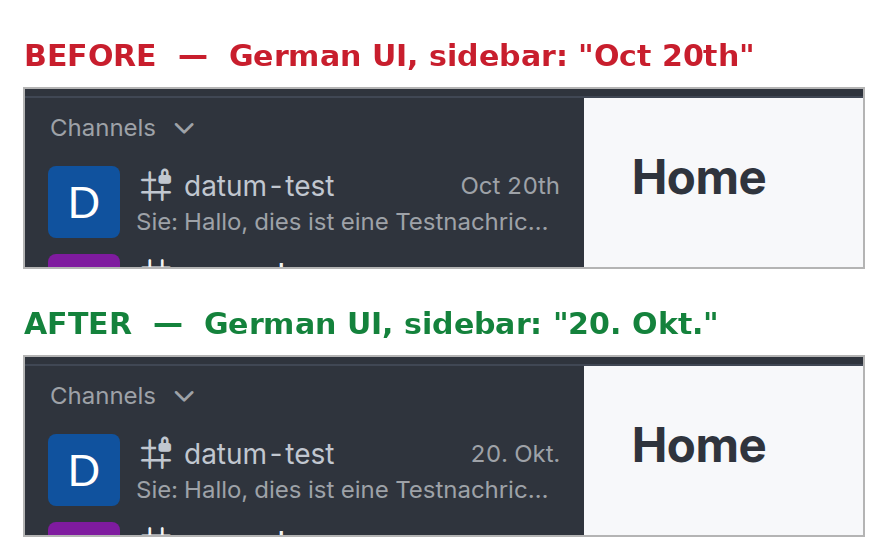 BEFORE — German UI, sidebar: "Oct 20th"
Channels
D datum-test Oct 20th
Sie: Hallo, dies ist eine Testnachric...
Home
AFTER — German UI, sidebar: "20. Okt."
Channels
D datum-test 20. Okt.
Sie: Hallo, dies ist eine Testnachric...
Home